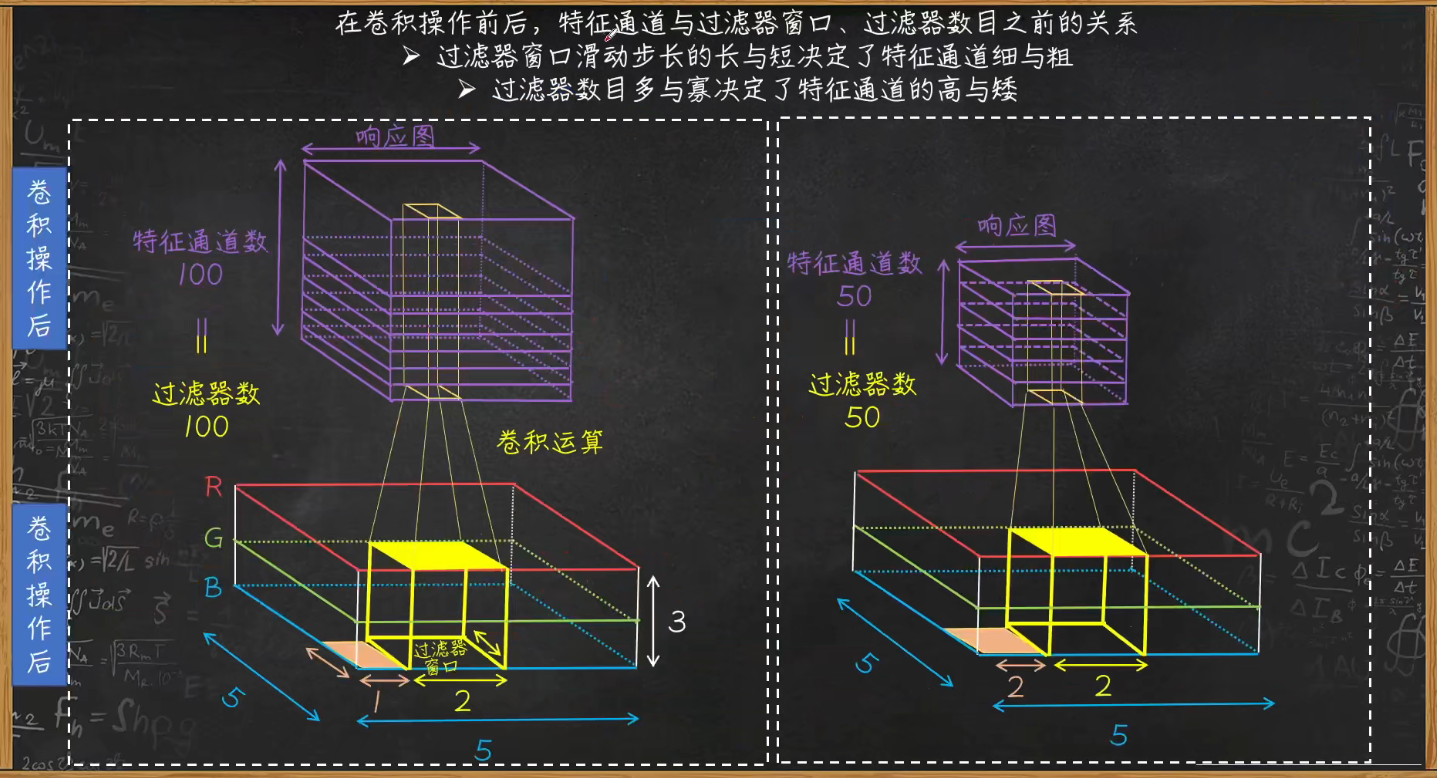 在卷积操作前后，特征通道与过滤器窗口、过滤器数目之前的关系
➢ 过滤器窗口滑动步长的长与短决定了特征通道细与粗
➢ 过滤器数目多与寡决定了特征通道的高与矮
卷积操作后
响应图
特征通道数
100
=
过滤器数
100
卷积运算
响应图
特征通道数
50
=
过滤器数
50
卷积操作后
R
G
B
3
过滤器
窗口
5
1
2
5
5
2
2
5